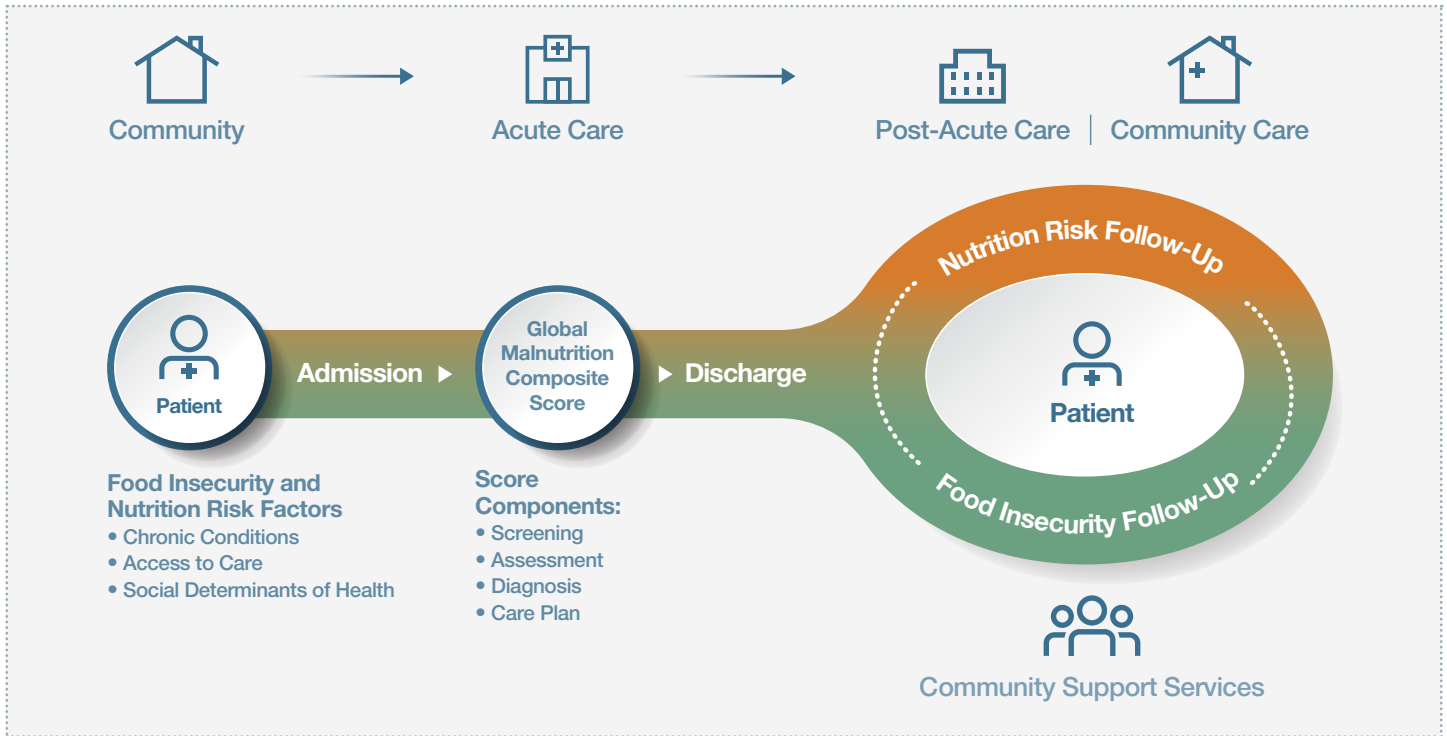 Community
Acute Care
Post-Acute Care | Community Care
Nutrition Risk Follow-Up
Patient
Admission
Global
Malnutrition
Composite
Score
Discharge
Patient
Food Insecurity Follow-Up
Food Insecurity and
Nutrition Risk Factors
• Chronic Conditions
• Access to Care
• Social Determinants of Health
Score
Components:
• Screening
• Assessment
• Diagnosis
• Care Plan
Community Support Services